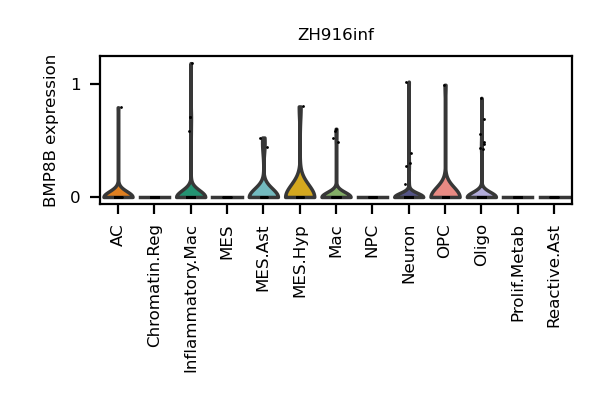 ZH916inf
BMP8B expression
1
0
AC
Chromatin.Reg
Inflammatory.Mac
MES
MES.Ast
MES.Hyp
Mac
NPC
Neuron
OPC
Oligo
Prolif.Metab
Reactive.Ast